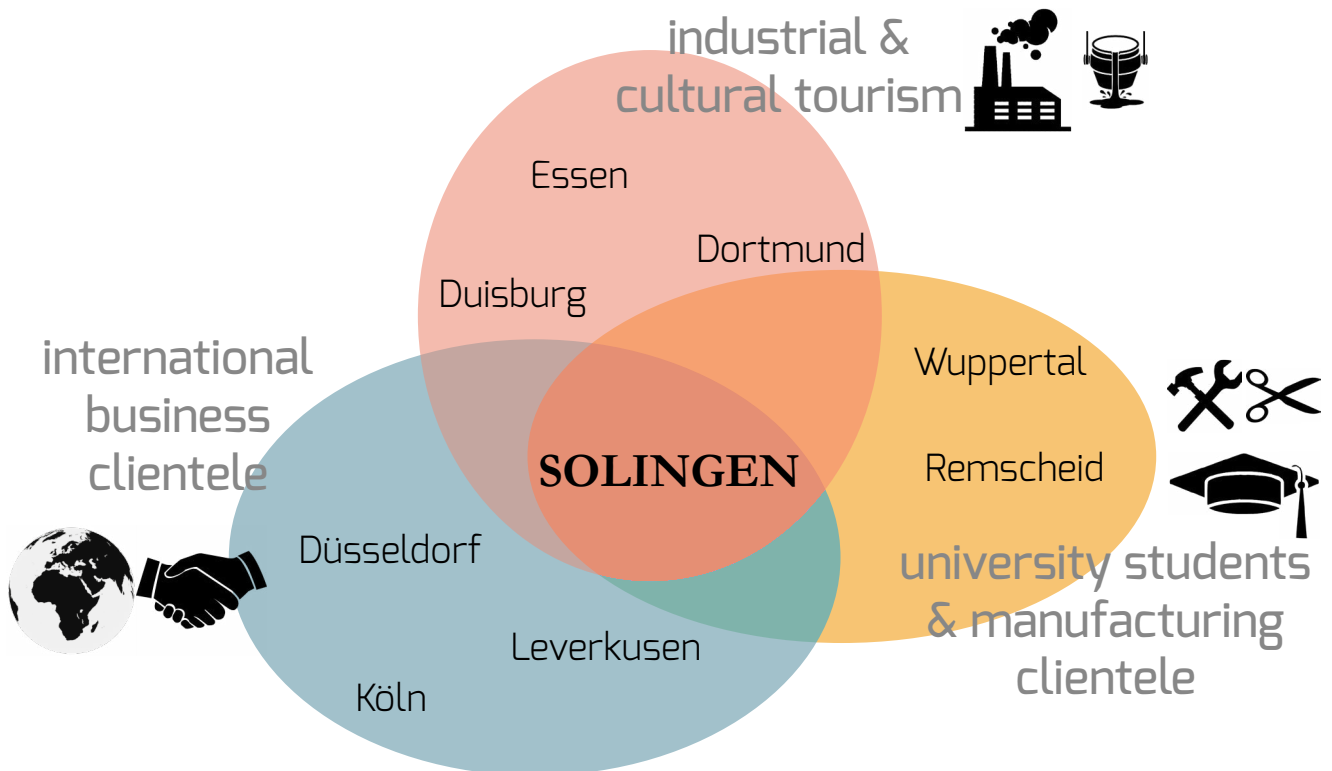 industrial &
cultural tourism
Essen
Dortmund
Duisburg
international
business
clientele
Wuppertal
SOLINGEN
Remscheid
Düsseldorf
university students
& manufacturing
clientele
Leverkusen
Köln